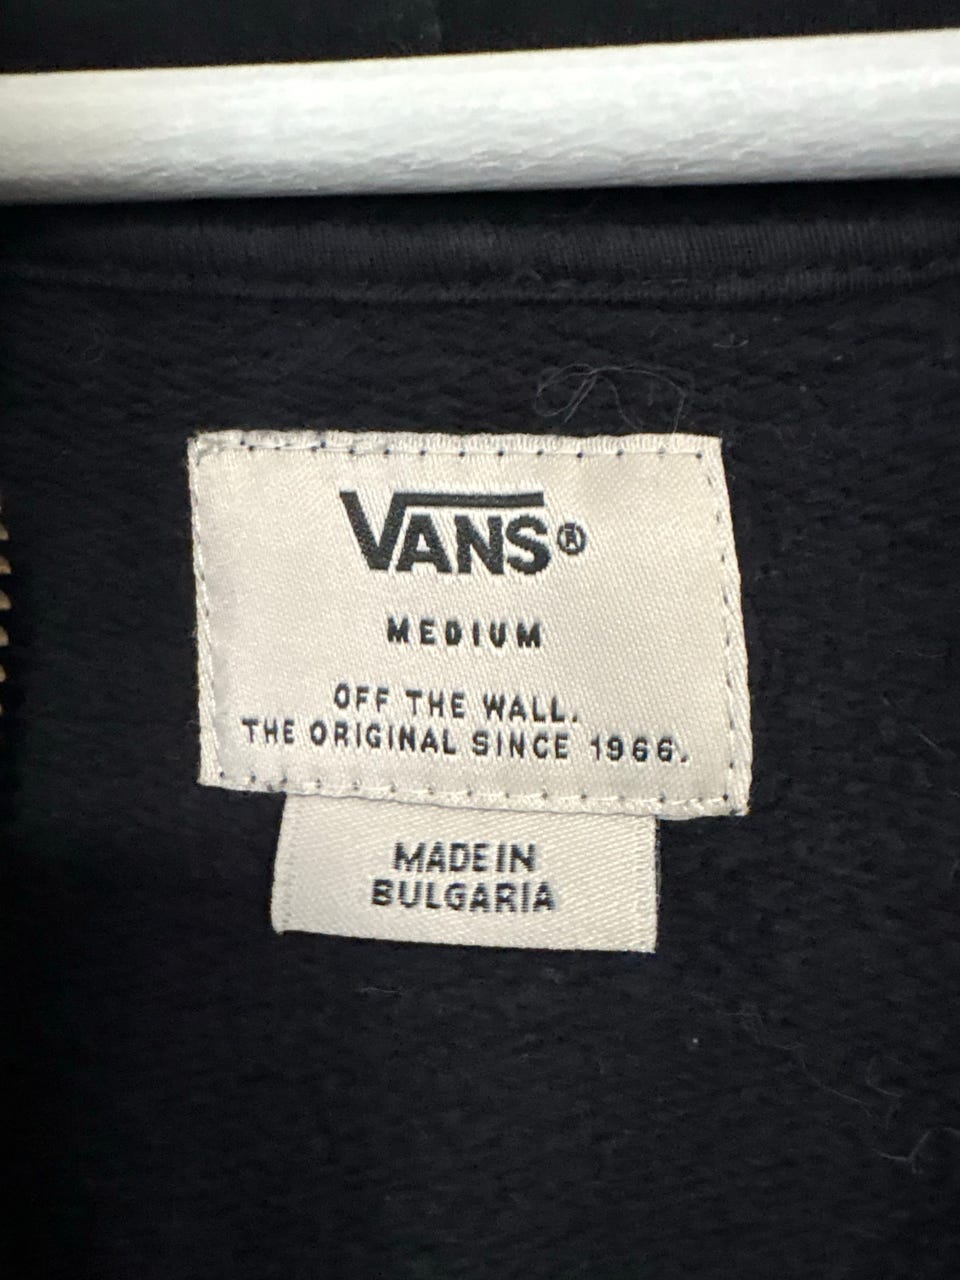 VANS®
MEDIUM
OFF THE WALL.
THE ORIGINAL SINCE 1966.
MADE IN
BULGARIA